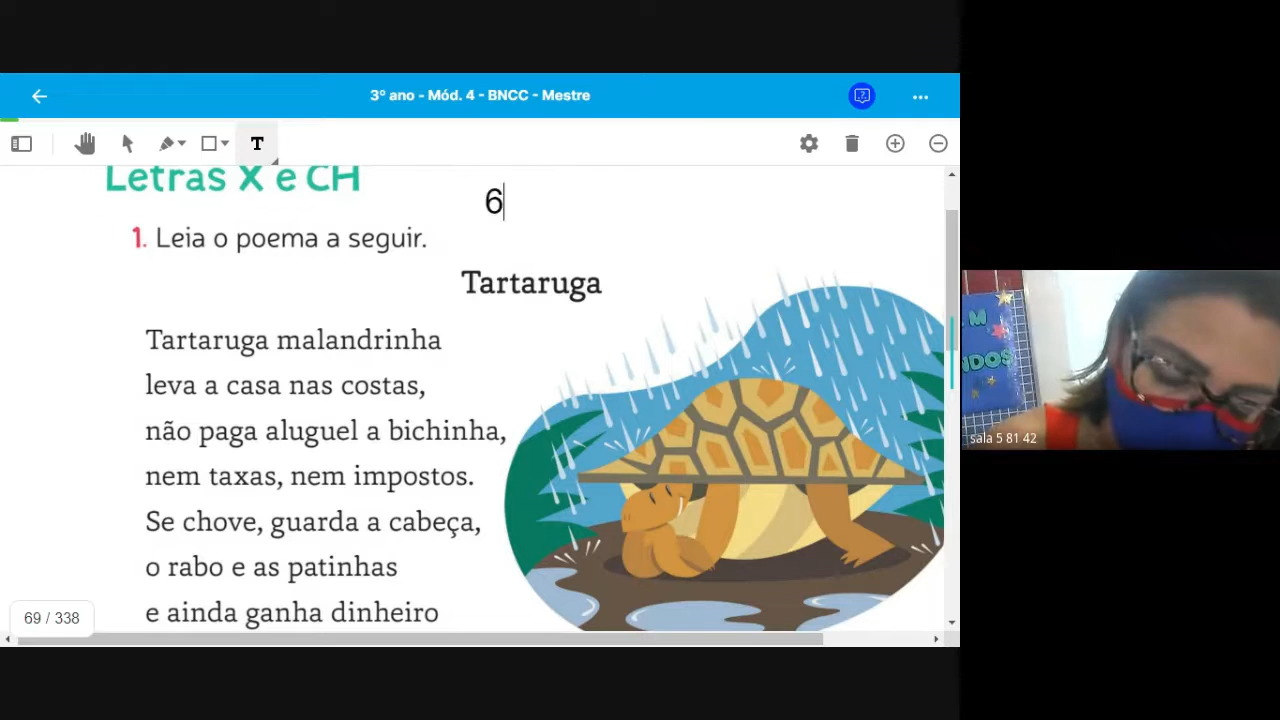 3º ano - Mód. 4 - BNCC - Mestre
T
Letras X e CH
6
1. Leia o poema a seguir.
Tartaruga
Tartaruga malandrinha
leva a casa nas costas,
não paga aluguel a bichinha,
nem taxas, nem impostos.
Se chove, guarda a cabeça,
o rabo e as patinhas
e ainda ganha dinheiro
69 / 338
M
NDOS
sala 5 81 42